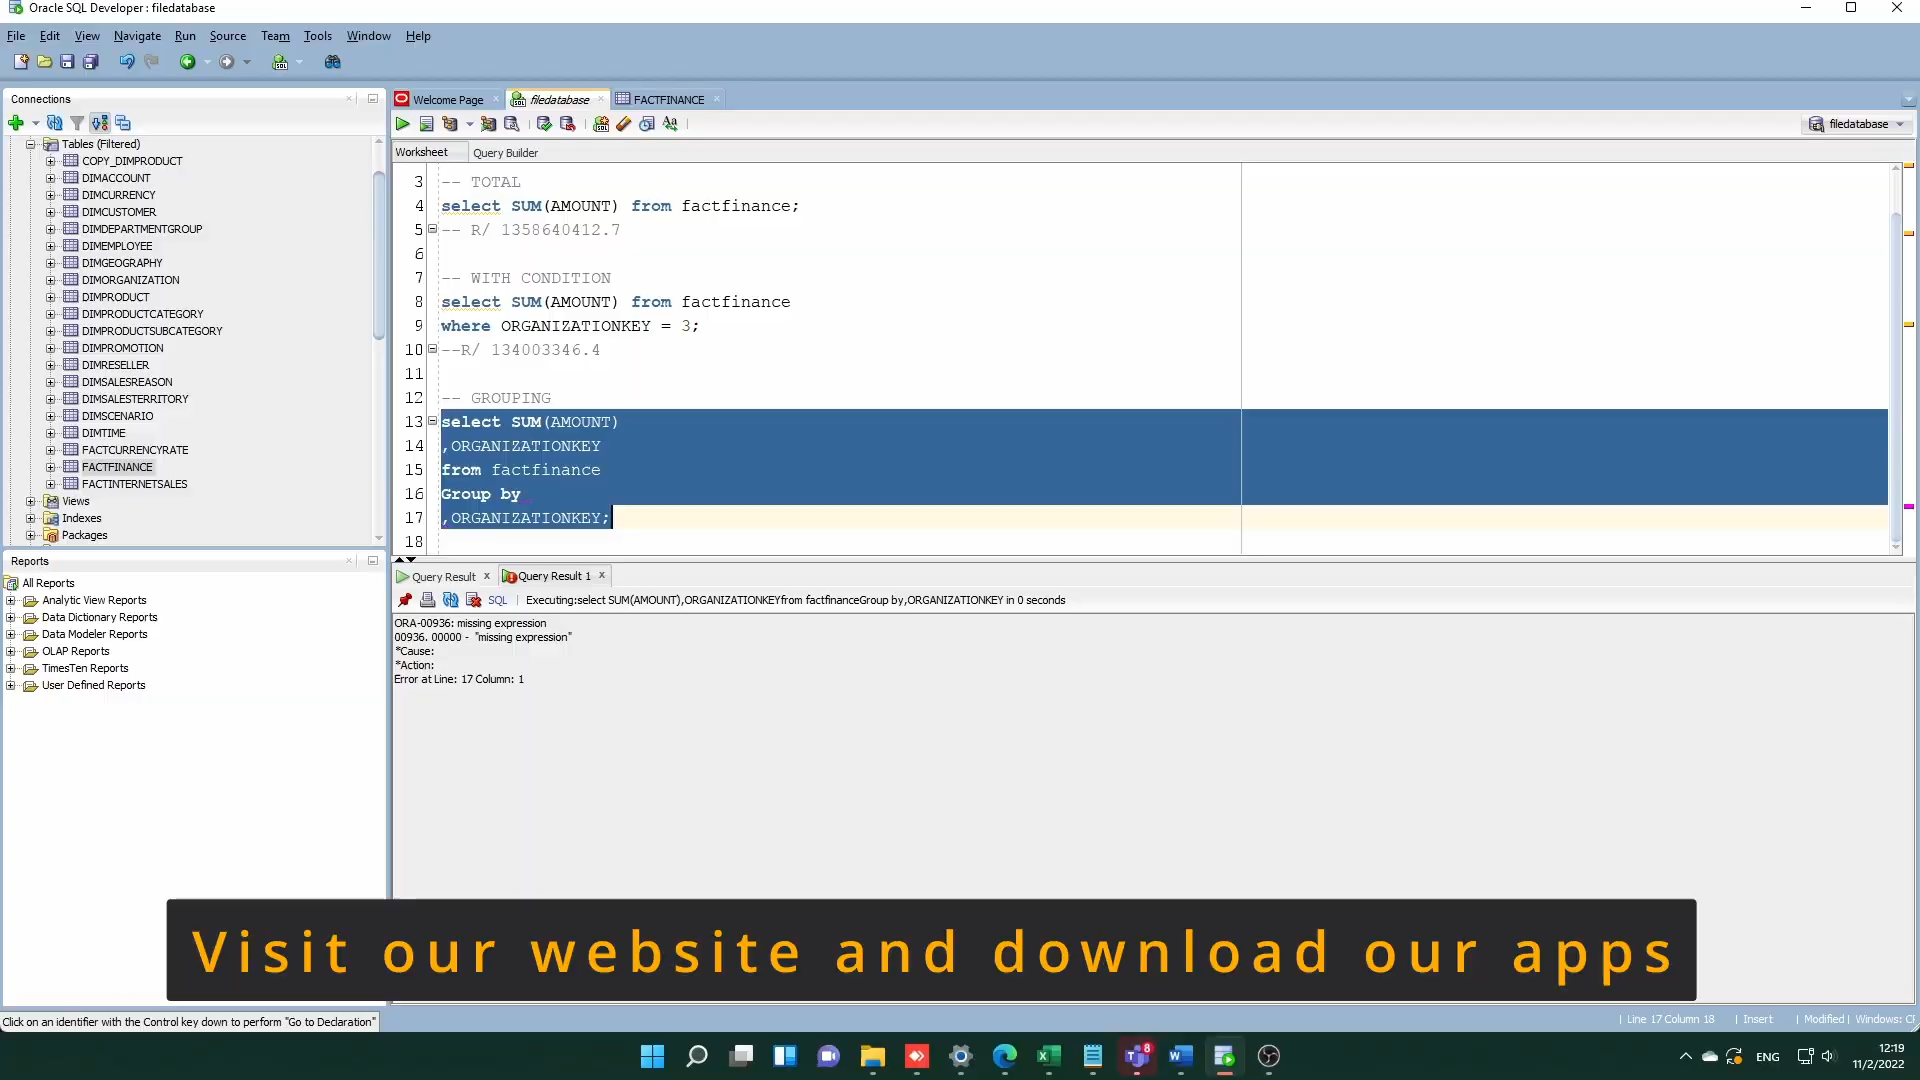 Oracle SQL Developer : filedatabase
File Edit View Navigate Run Source Team Tools Window Help
Connections
Tables (Filtered)
COPY_DIMPRODUCT
DIMACCOUNT
DIMCURRENCY
DIMCUSTOMER
DIMDEPARTMENTGROUP
DIMEMPLOYEE
DIMGEOGRAPHY
DIMORGANIZATION
DIMPRODUCT
DIMPRODUCTCATEGORY
DIMPRODUCTSUBCATEGORY
DIMPROMOTION
DIMRESELLER
DIMSALESREASON
DIMSALESTERRITORY
DIMSCENARIO
DIMTIME
FACTCURRENCYRATE
FACTFINANCE
FACTINTERNETSALES
Views
Indexes
Packages
Reports
All Reports
Analytic View Reports
Data Dictionary Reports
Data Modeler Reports
OLAP Reports
TimesTen Reports
User Defined Reports
Welcome Page filedatabase FACTFINANCE
filedatabase
Worksheet Query Builder
3 -- TOTAL
4 select SUM(AMOUNT) from factfinance;
5 -- R/ 1358640412.7
6
7 -- WITH CONDITION
8 select SUM(AMOUNT) from factfinance
9 where ORGANIZATIONKEY = 3;
10 --R/ 134003346.4
11
12 -- GROUPING
13 select SUM(AMOUNT)
14 ,ORGANIZATIONKEY
15 from factfinance
16 Group by
17 ,ORGANIZATIONKEY;
18
Query Result Query Result 1
SQL Executing:select SUM(AMOUNT),ORGANIZATIONKEYfrom factfinanceGroup by,ORGANIZATIONKEY in 0 seconds
ORA-00936: missing expression
00936. 00000 - "missing expression"
*Cause:
*Action:
Error at Line: 17 Column: 1
Visit our website and download our apps
Click on an identifier with the Control key down to perform "Go to Declaration"
Line 17 Column 18 Insert Modified Windows: CF
8
ENG
12:19
11/2/2022